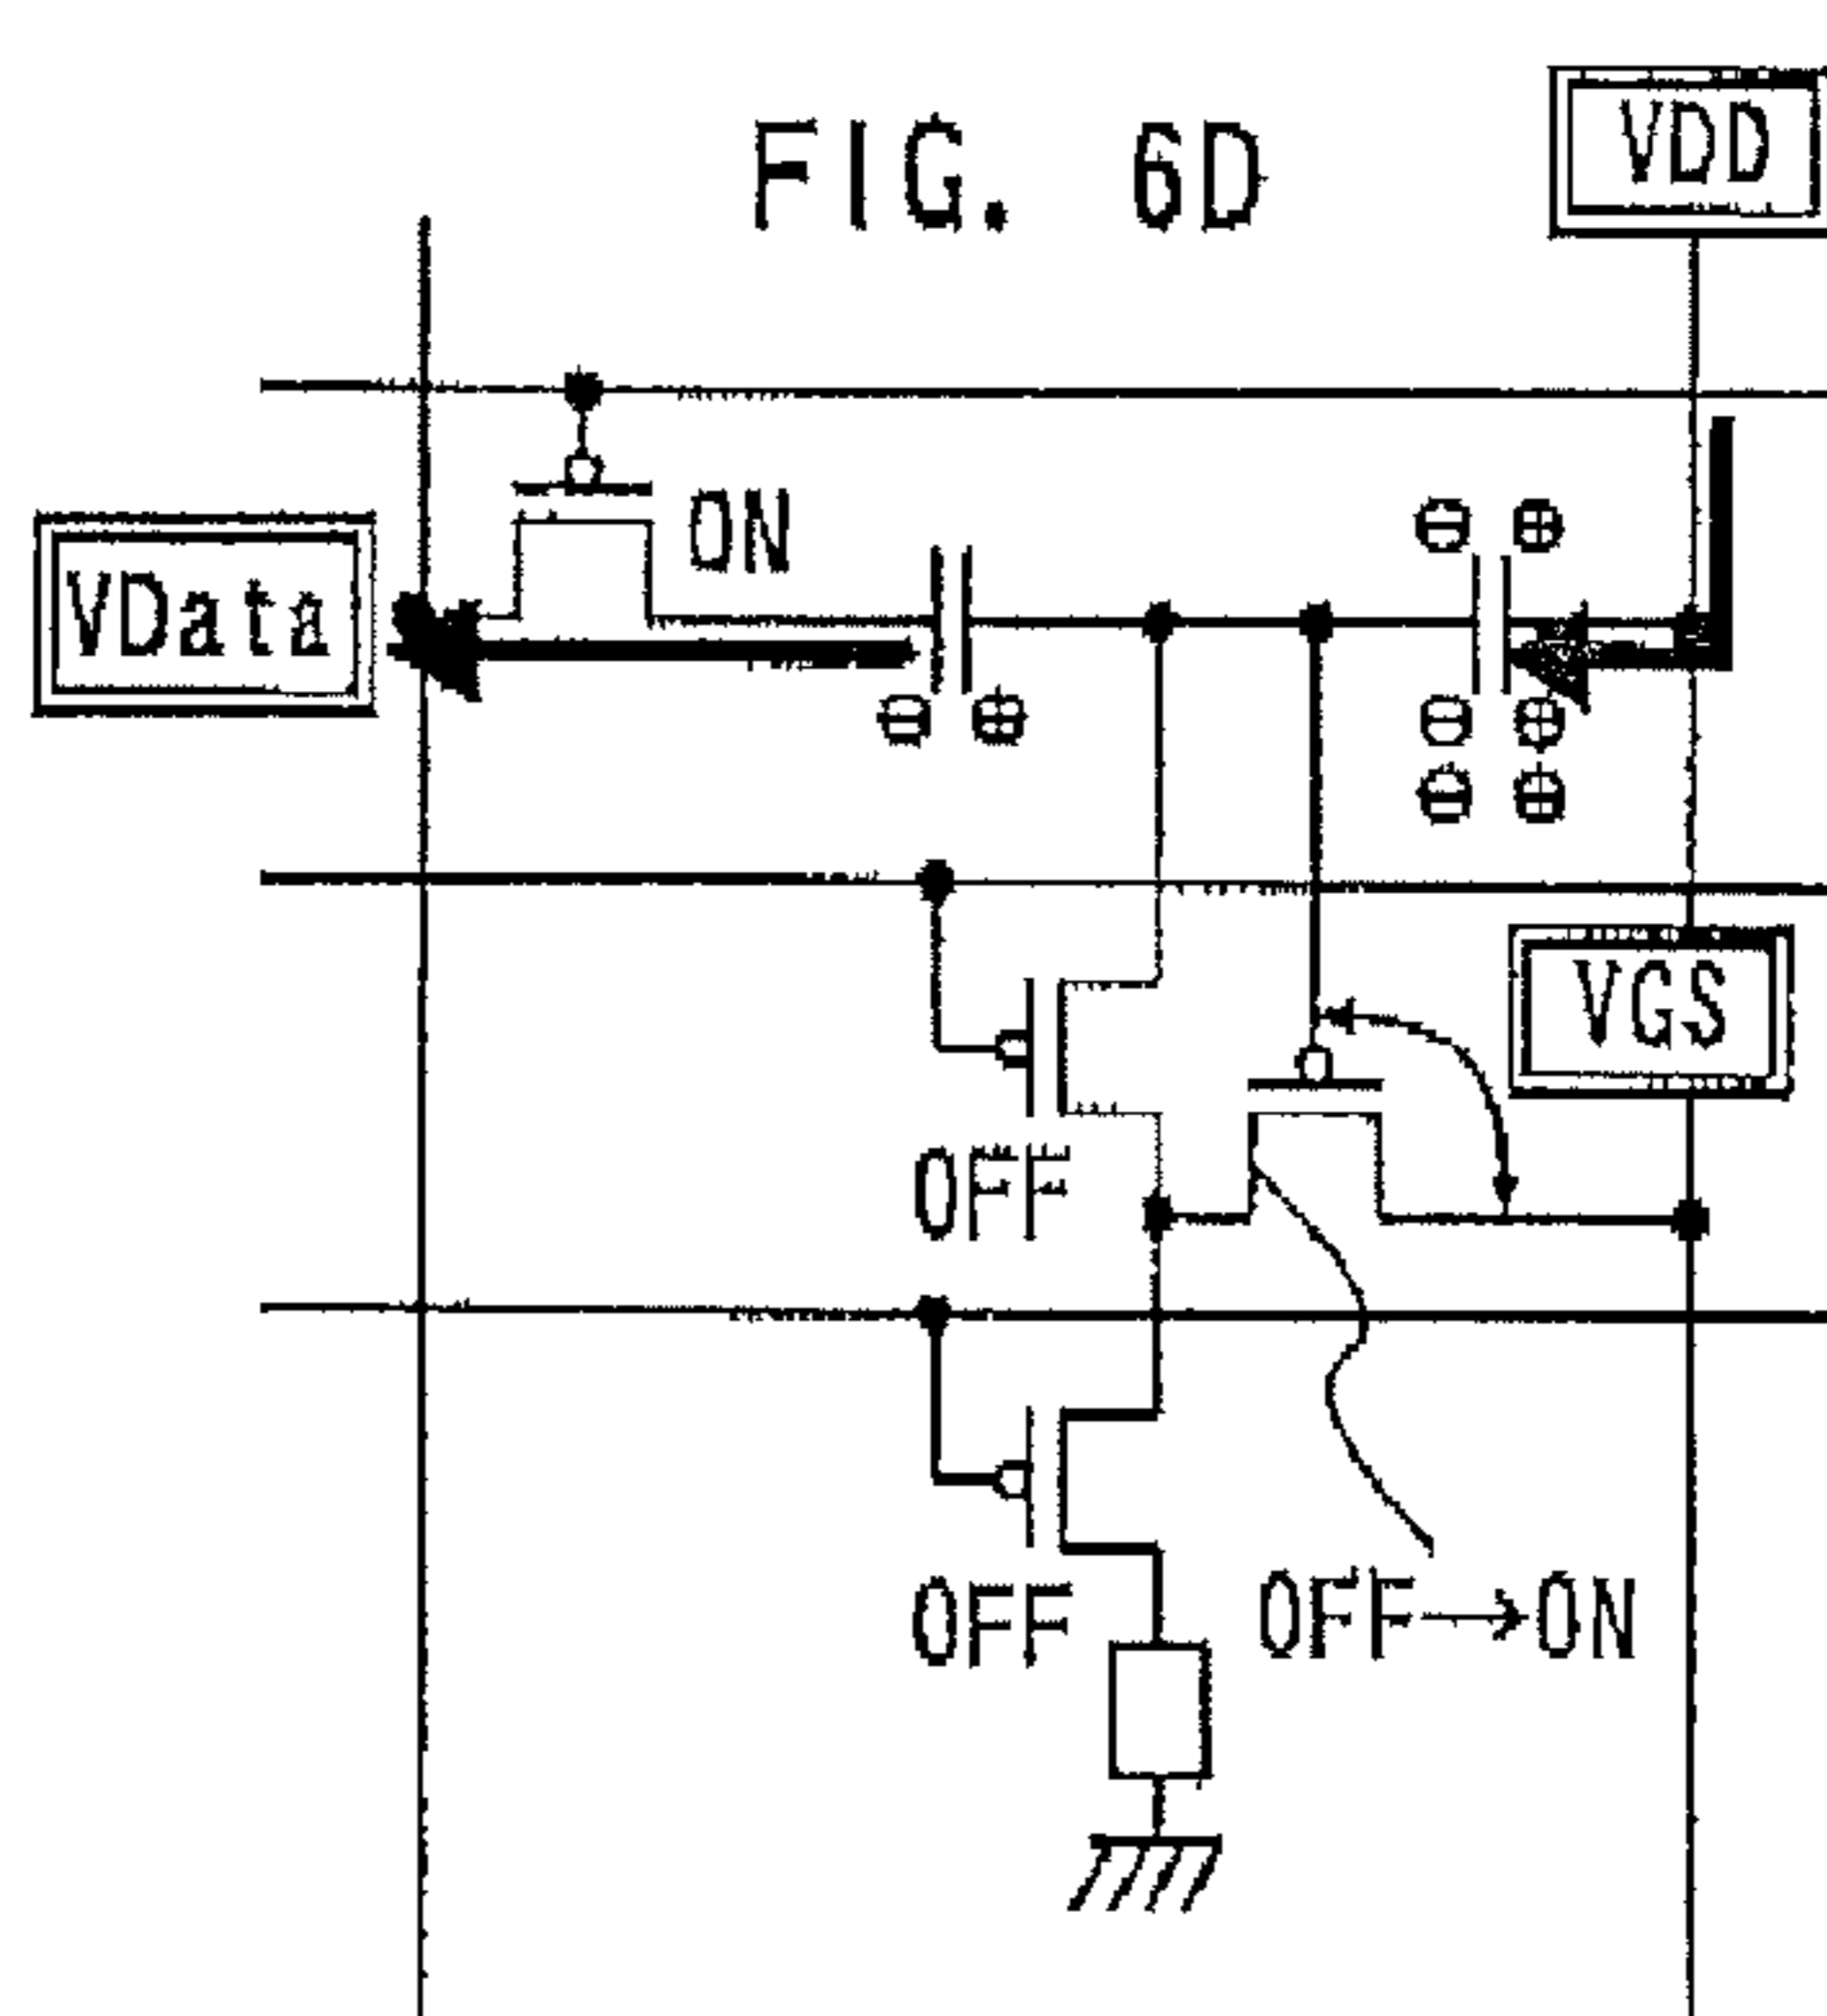 FIG. 6D
VDD
ON
VData
⊖ ⊕
⊖ ⊕
⊖ ⊕
⊖ ⊕
VGS
OFF
OFF
OFF→ON